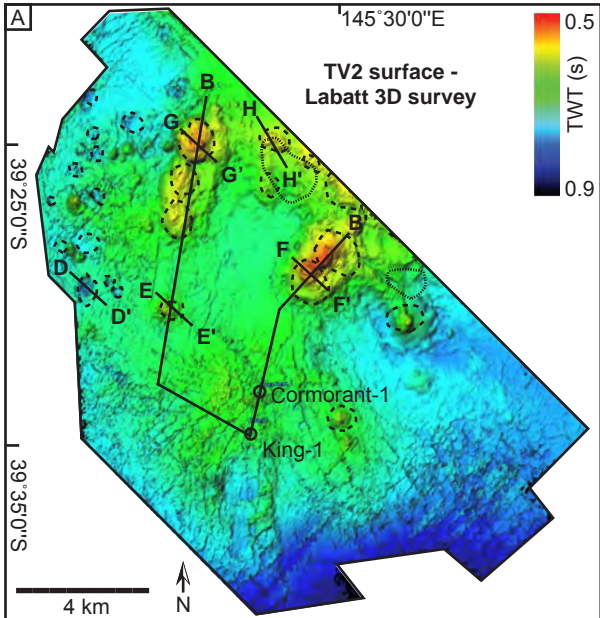 A
145°30'0"E
0.5
TWT (s)
0.9
TV2 surface -
Labatt 3D survey
B
H
G
G'
H'
39°25'0"S
B'
F
D
D'
E
F'
E'
Cormorant-1
King-1
39°35'0"S
4 km
N